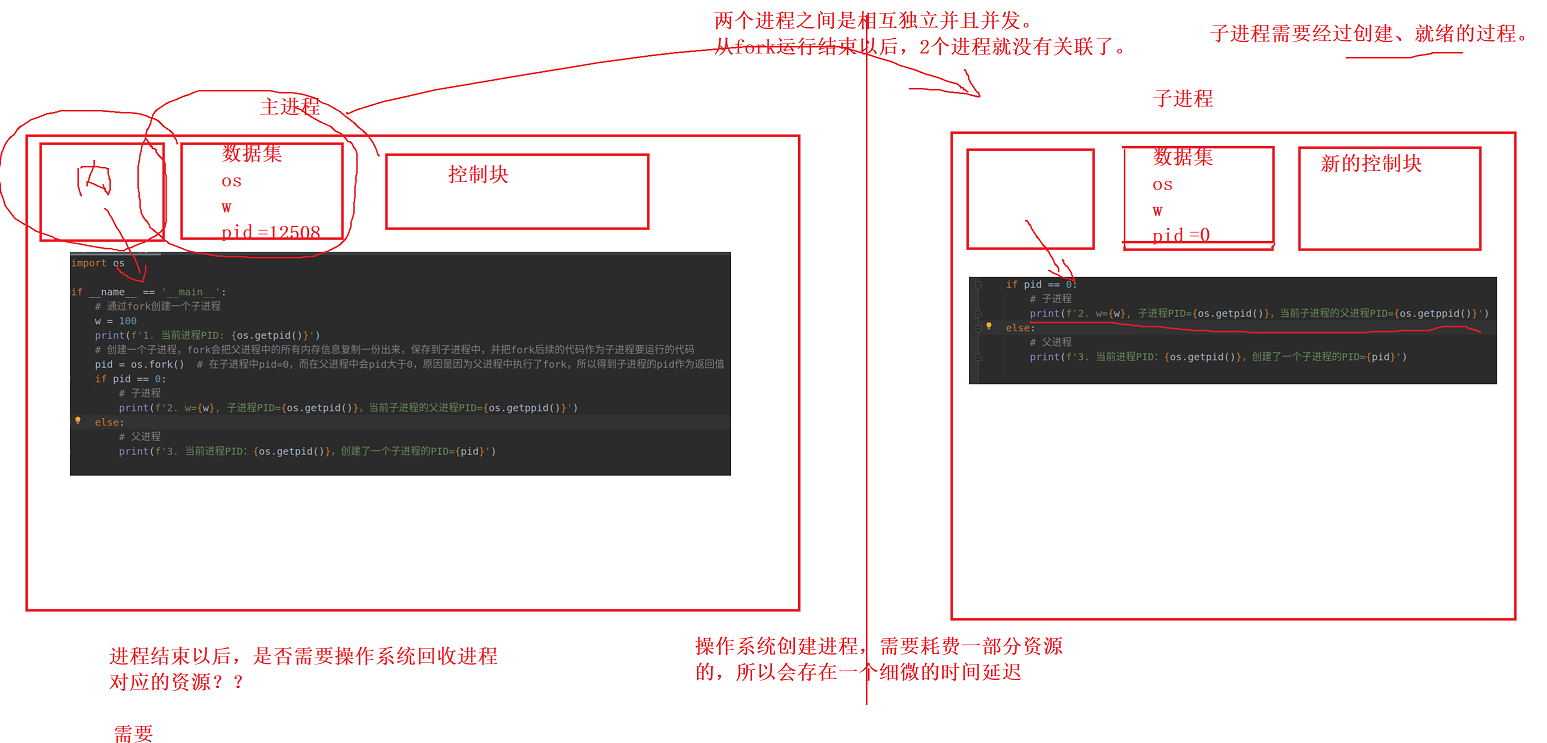 两个进程之间是相互独立并且并发。
从fork运行结束以后，2个进程就没有关联了。
子进程需要经过创建、就绪的过程。
主进程
数据集
os
w
pid =12508
控制块
import os
if __name__ == '__main__':
# 通过fork创建一个子进程
w = 100
print(f'1. 当前进程PID: {os.getpid()}')
# 创建一个子进程，fork会把父进程中的所有内存信息复制一份出来，保存到子进程中，并把fork后续的代码作为子进程要运行的代码
pid = os.fork()  # 在子进程中pid=0，而在父进程中会pid大于0，原因是因为父进程中执行了fork，所以得到子进程的pid作为返回值
if pid == 0:
# 子进程
print(f'2. w={w}, 子进程PID={os.getpid()}，当前子进程的父进程PID={os.getppid()}')
else:
# 父进程
print(f'3. 当前进程PID: {os.getpid()}，创建了一个子进程的PID={pid}')
子进程
数据集
os
w
pid =0
新的控制块
if pid == 0:
# 子进程
print(f'2. w={w}, 子进程PID={os.getpid()}，当前子进程的父进程PID={os.getppid()}')
else:
# 父进程
print(f'3. 当前进程PID: {os.getpid()}，创建了一个子进程的PID={pid}')
进程结束以后，是否需要操作系统回收进程
对应的资源？？
需要
操作系统创建进程，需要耗费一部分资源
的，所以会存在一个细微的时间延迟